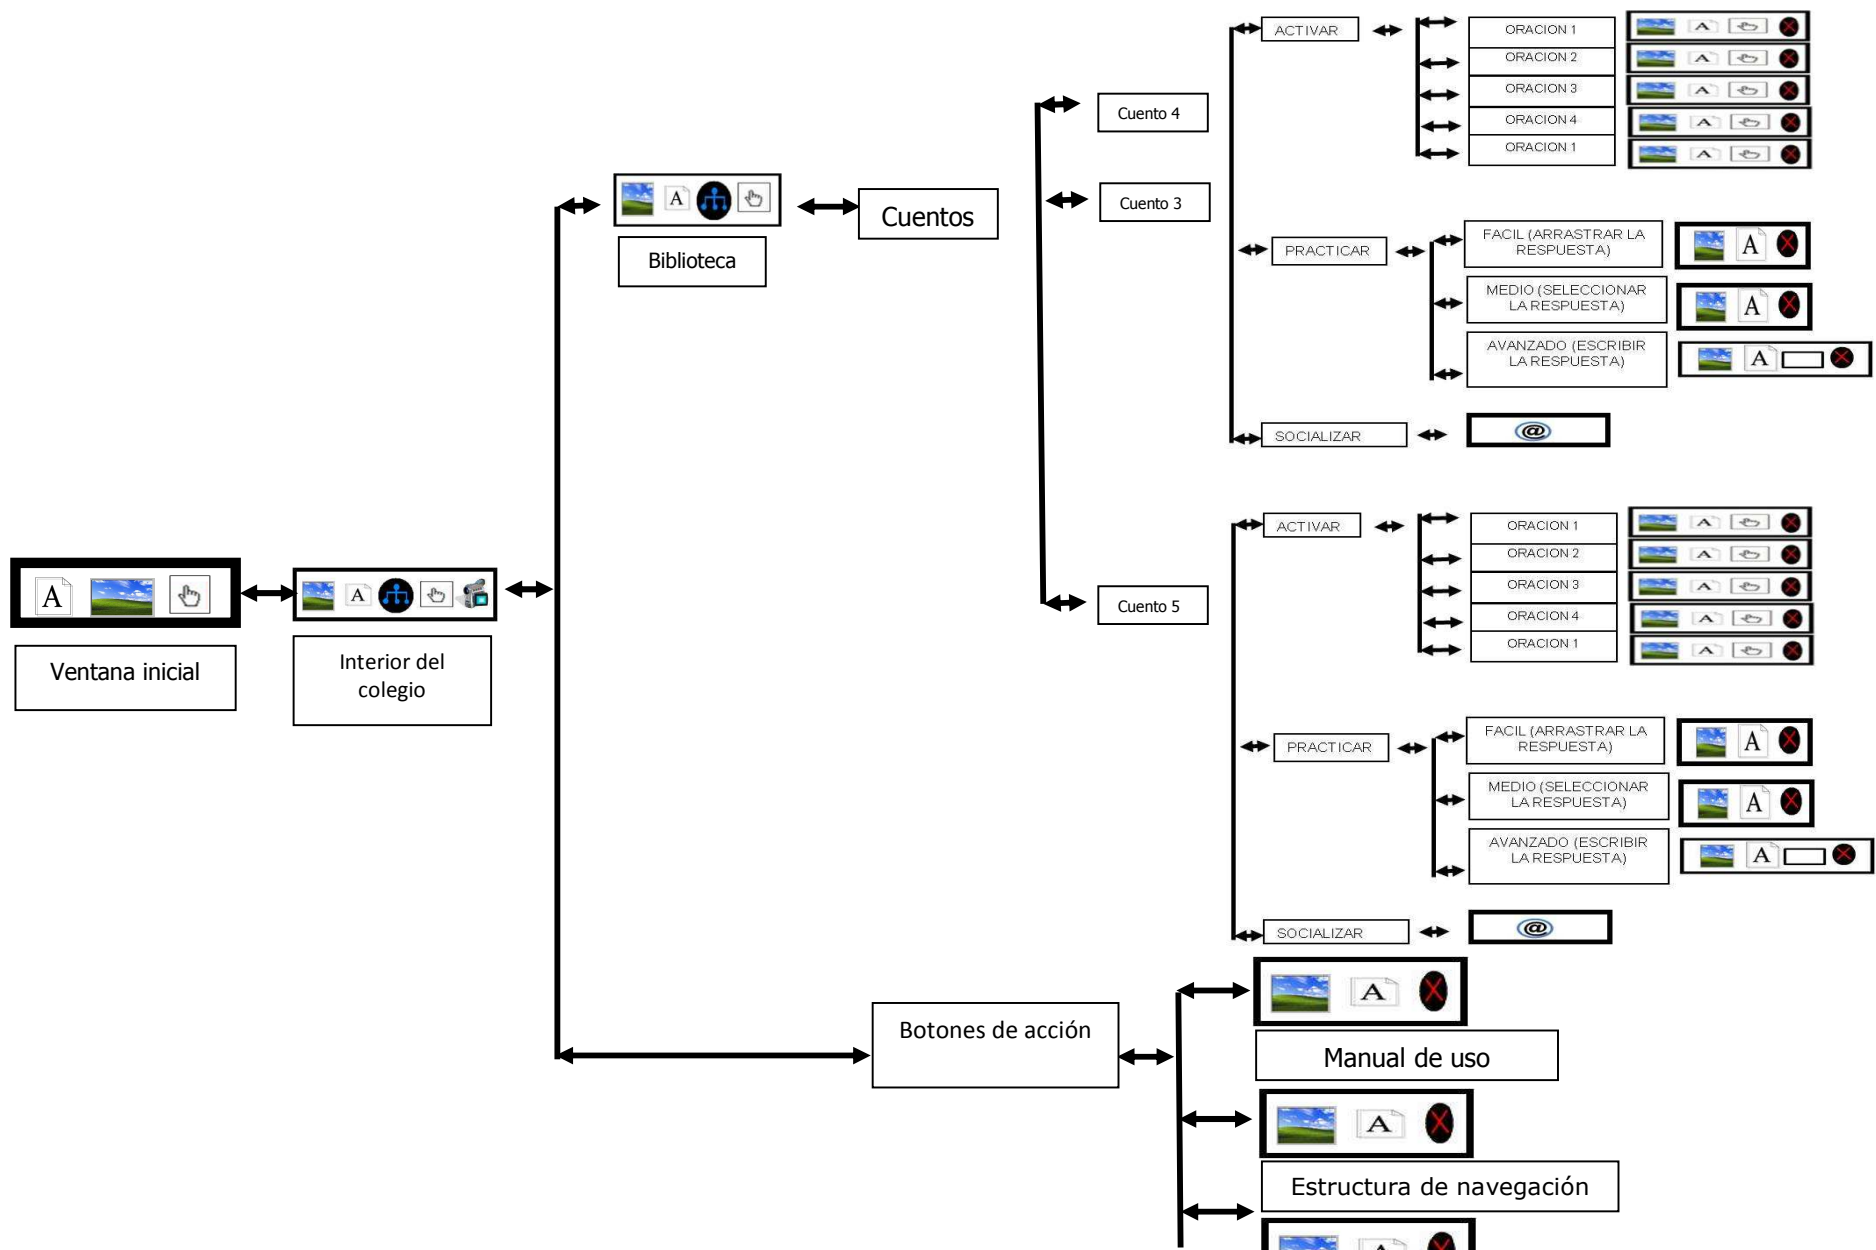 Ventana inicial
Interior del
colegio
Biblioteca
Cuentos
Cuento 4
Cuento 3
Cuento 5
ACTIVAR
ORACION 1
ORACION 2
ORACION 3
ORACION 4
ORACION 1
PRACTICAR
FACIL (ARRASTRAR LA
RESPUESTA)
MEDIO (SELECCIONAR
LA RESPUESTA)
AVANZADO (ESCRIBIR
LA RESPUESTA)
SOCIALIZAR
ACTIVAR
ORACION 1
ORACION 2
ORACION 3
ORACION 4
ORACION 1
PRACTICAR
FACIL (ARRASTRAR LA
RESPUESTA)
MEDIO (SELECCIONAR
LA RESPUESTA)
AVANZADO (ESCRIBIR
LA RESPUESTA)
SOCIALIZAR
Botones de acción
Manual de uso
Estructura de navegación